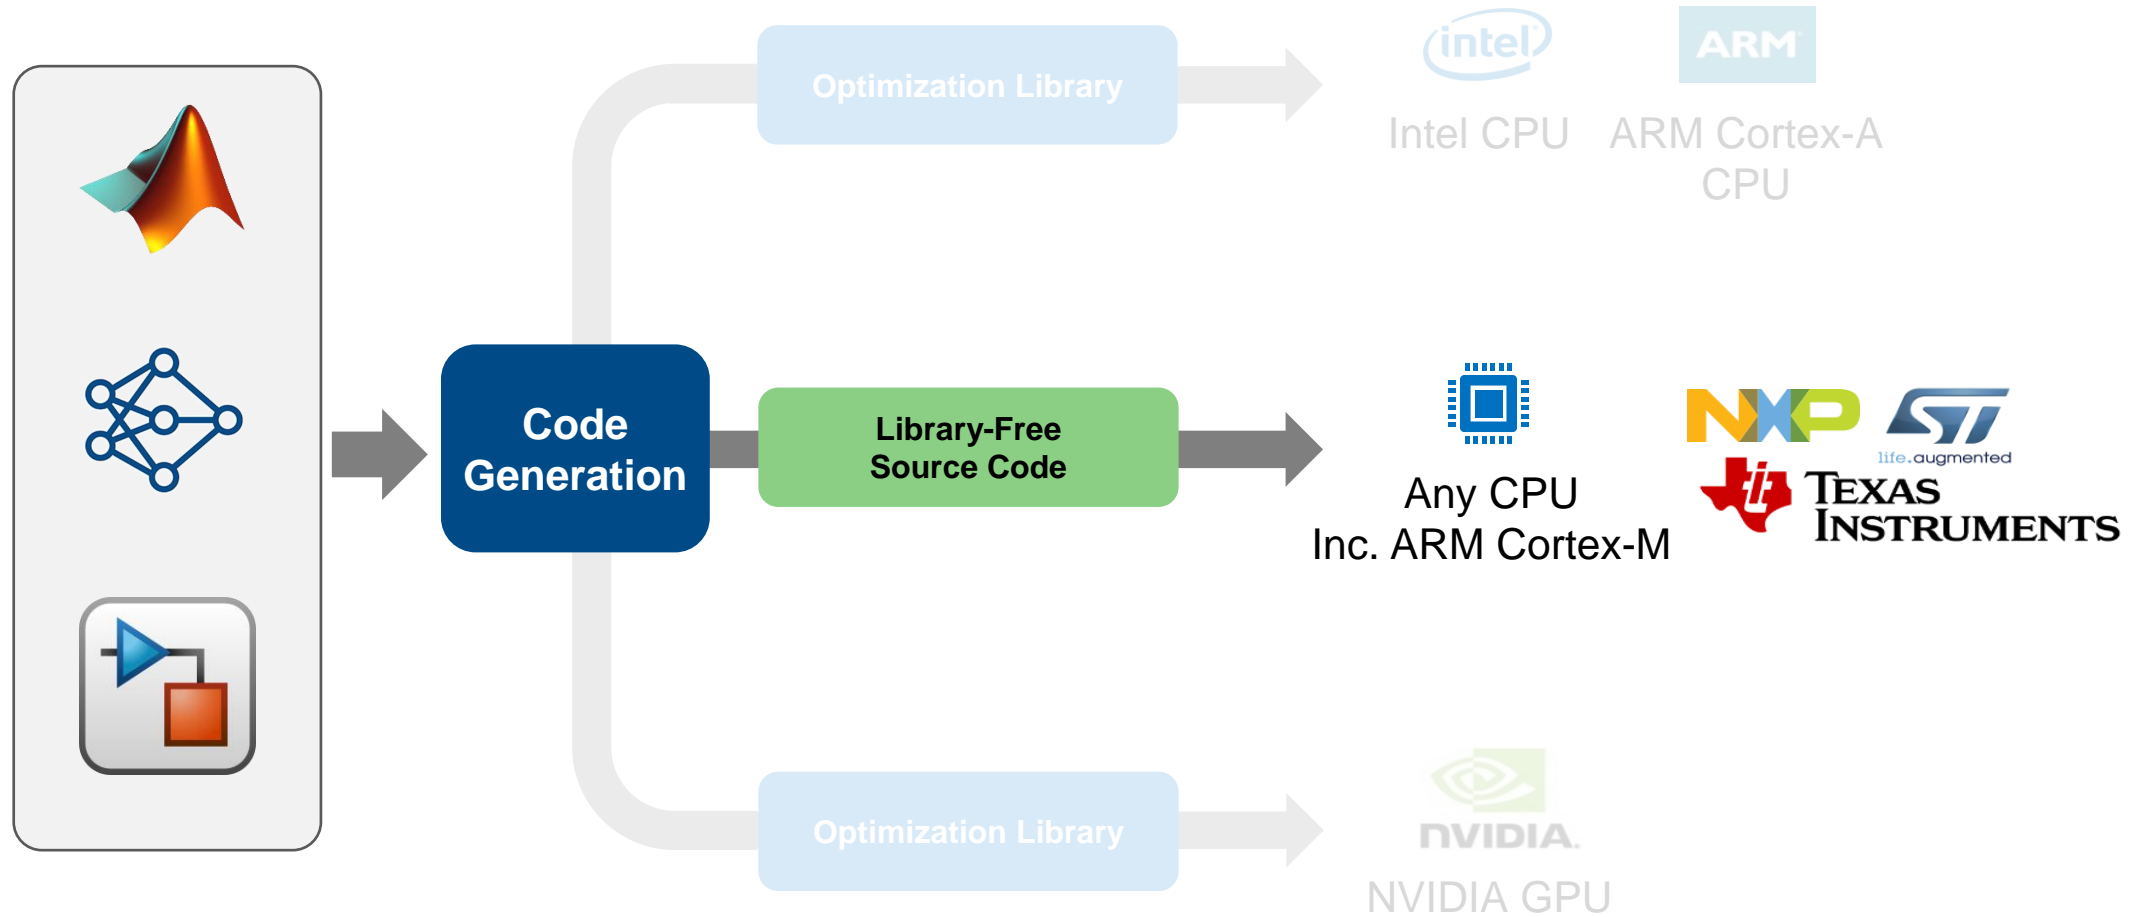 Optimization Library
intel
ARM
Intel CPU
ARM Cortex-A
CPU
Code
Generation
Library-Free
Source Code
Any CPU
Inc. ARM Cortex-M
NXP
ST
life.augmented
ti
TEXAS
INSTRUMENTS
Optimization Library
NVIDIA.
NVIDIA GPU